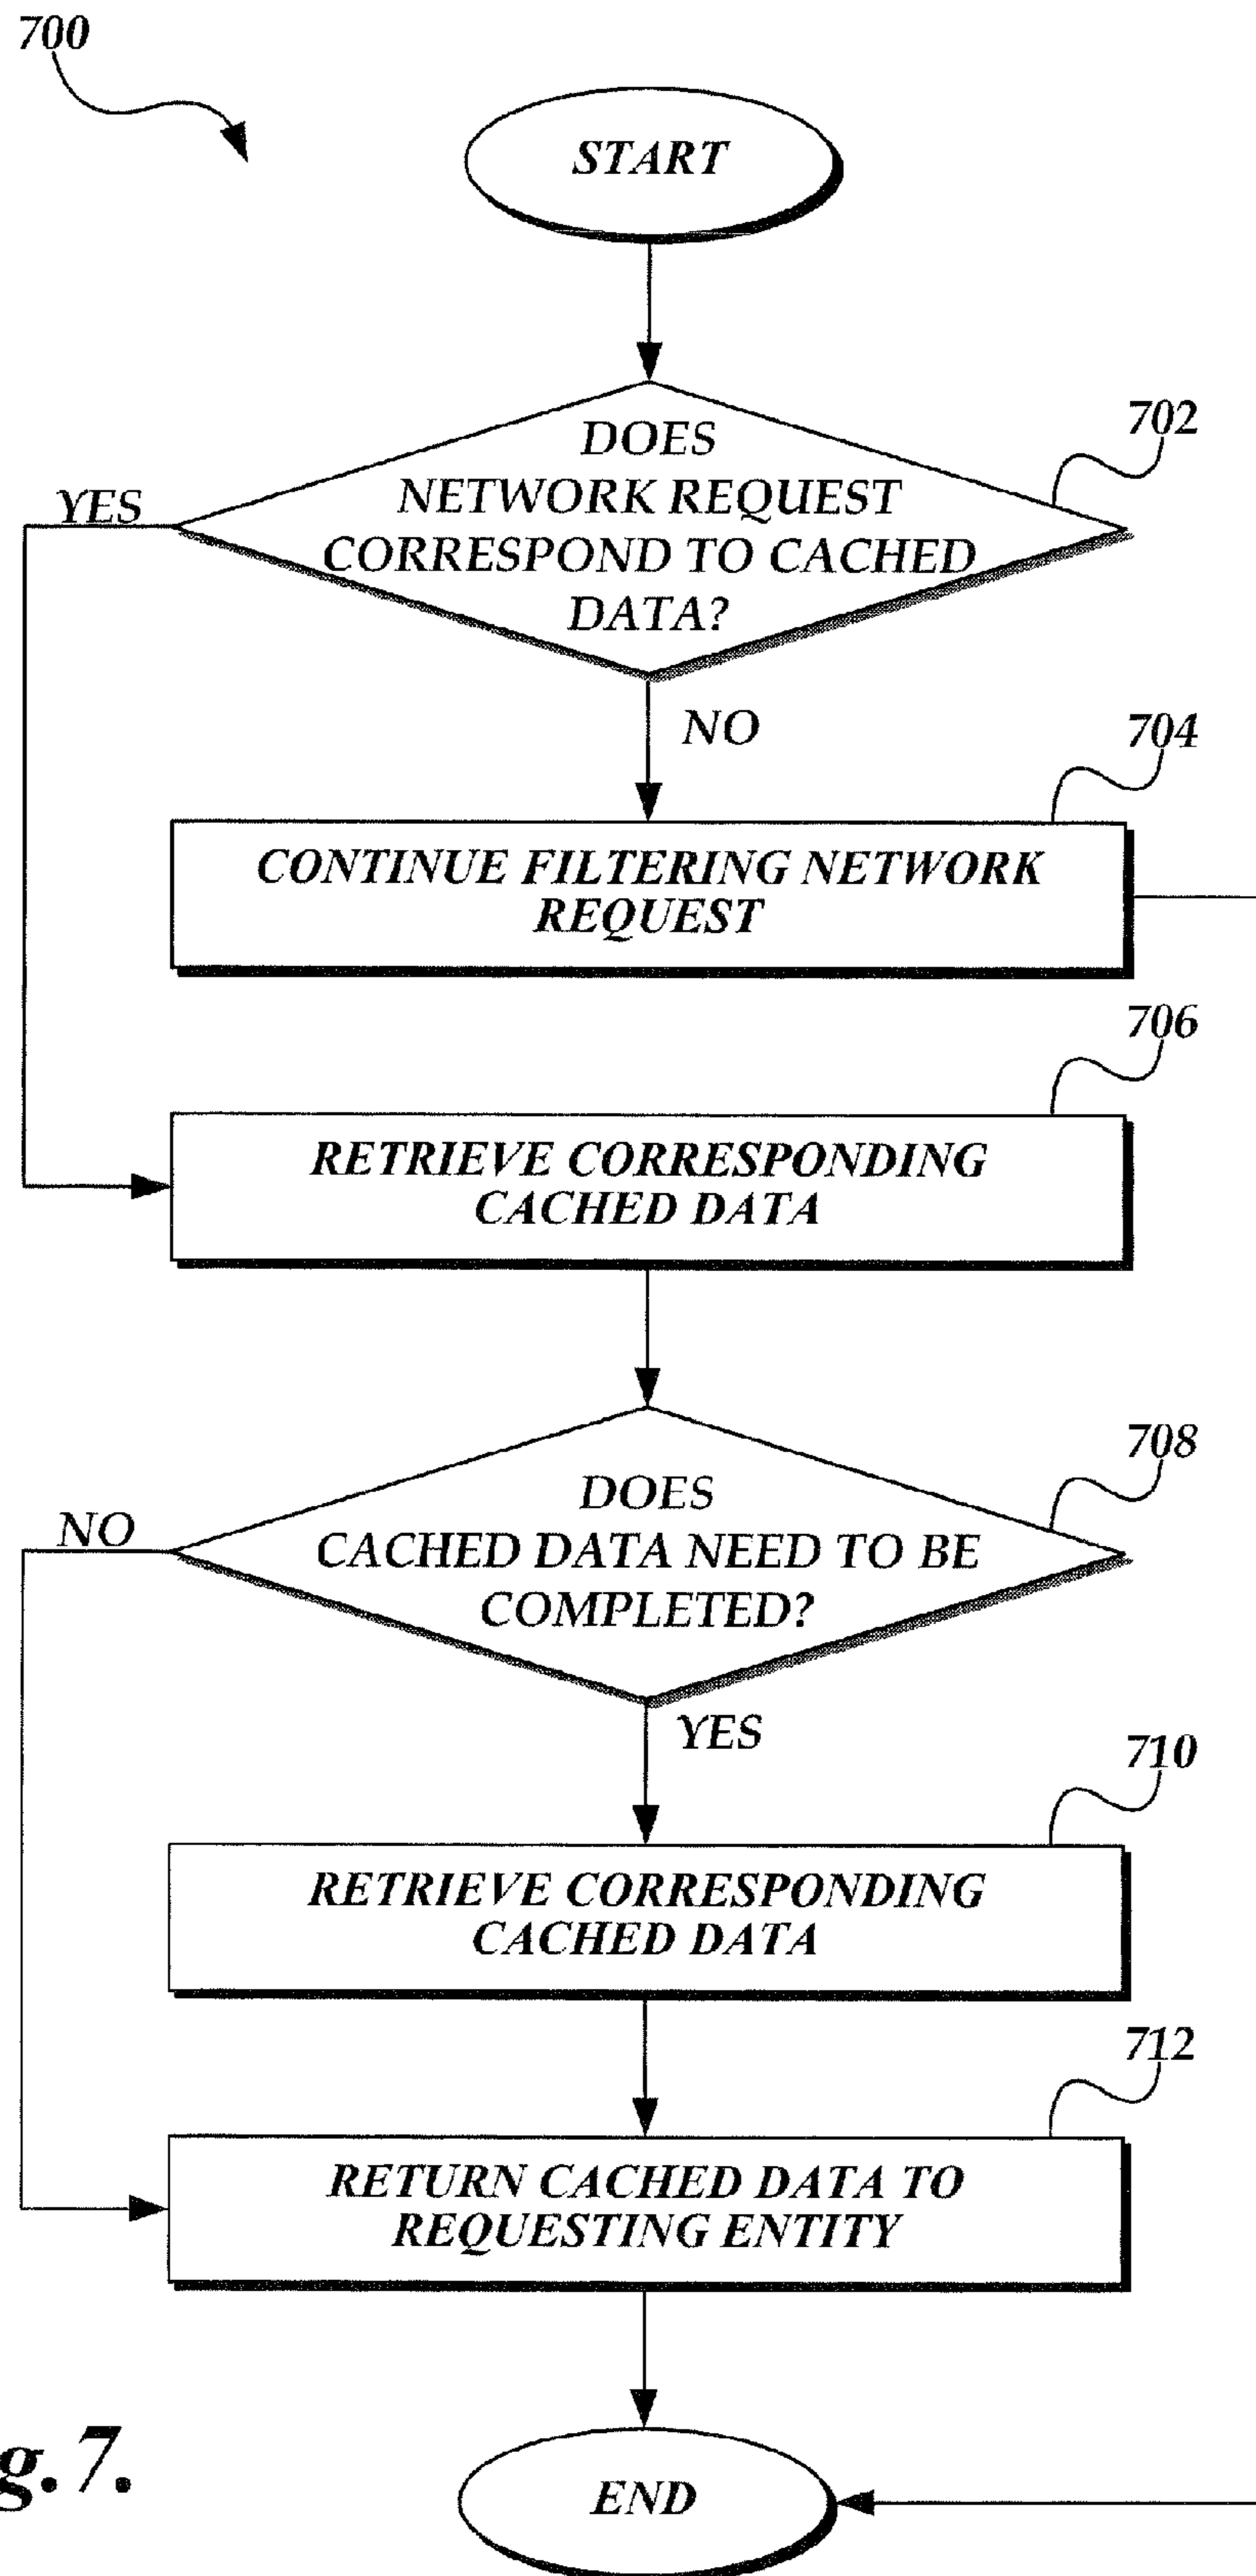 700
START
702
DOES
NETWORK REQUEST
CORRESPOND TO CACHED
DATA?
YES
NO
704
CONTINUE FILTERING NETWORK
REQUEST
706
RETRIEVE CORRESPONDING
CACHED DATA
708
DOES
CACHED DATA NEED TO BE
COMPLETED?
NO
YES
710
RETRIEVE CORRESPONDING
CACHED DATA
712
RETURN CACHED DATA TO
REQUESTING ENTITY
END
g.7.